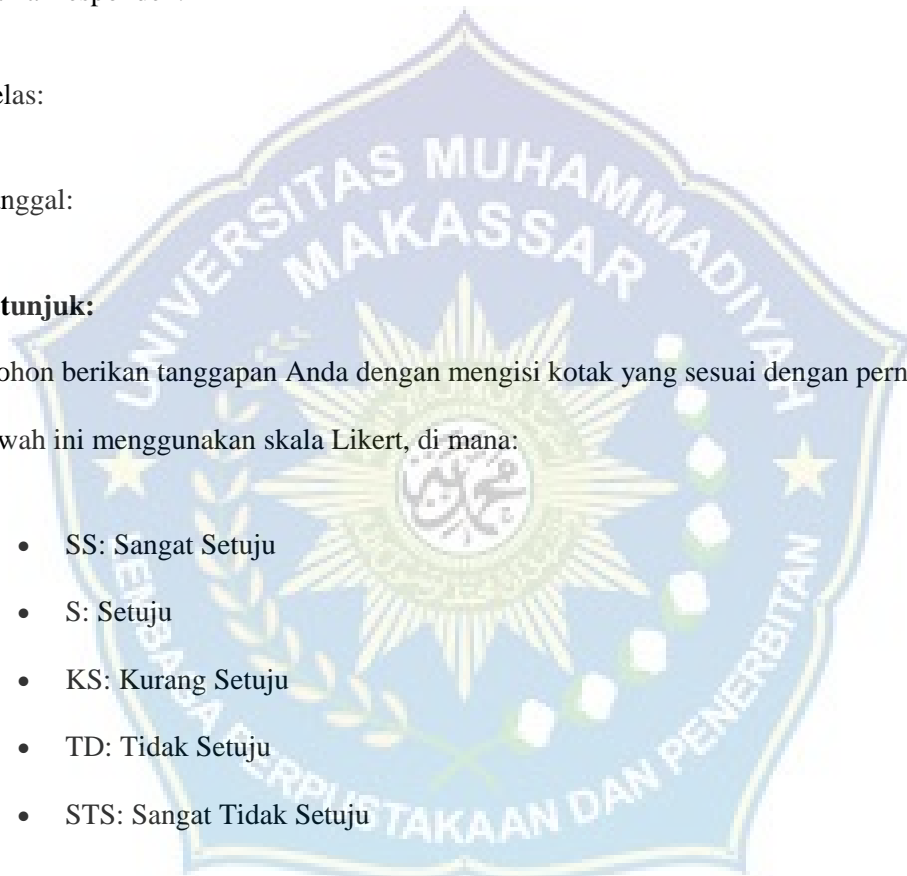 elas:
nggal:
tunjuk:
ohon berikan tanggapan Anda dengan mengisi kotak yang sesuai dengan pern
wah ini menggunakan skala Likert, di mana:
• SS: Sangat Setuju
• S: Setuju
• KS: Kurang Setuju
• TD: Tidak Setuju
• STS: Sangat Tidak Setuju
UNIVERSITAS MUHAMMADIYAH
MAKASSAR
LEMBAGA PERPUSTAKAAN DAN PENERBITAN